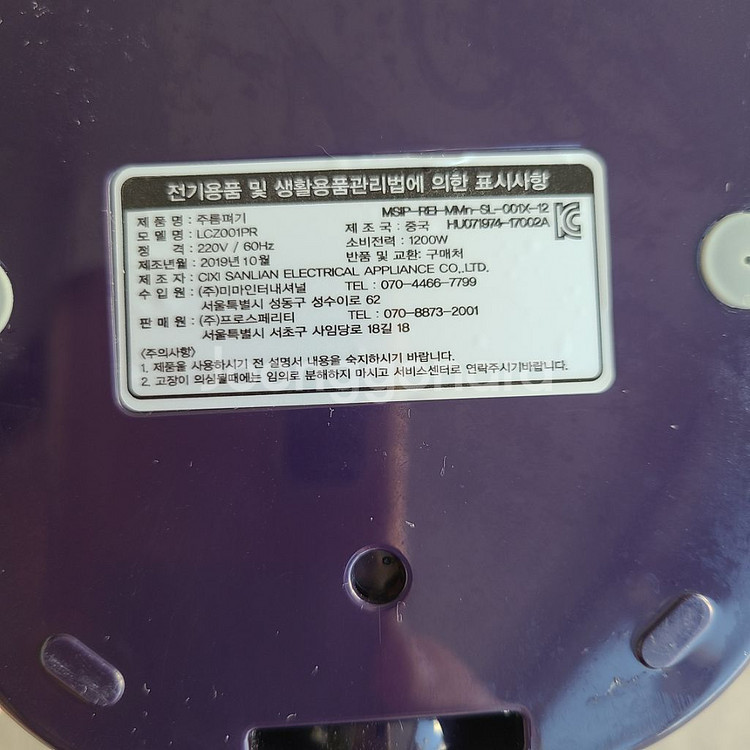 전기용품 및 생활용품관리법에 의한 표시사항
MSIP-REI-MMn-SL-001X-12
제 품 명 : 주름펴기
제 조 국 : 중국 HU071974-17002A
모 델 명 : LCZ001PR
소비전력 : 1200W
정 격 : 220V / 60Hz
반품 및 교환: 구매처
제조년월 : 2019년 10월
제 조 자 : CIXI SANLIAN ELECTRICAL APPLIANCE CO.,LTD.
수 입 원 : (주)미마인터내셔널 TEL : 070-4466-7799
서울특별시 성동구 성수이로 62
판 매 원 : (주)프로스페리티 TEL : 070-8873-2001
서울특별시 서초구 사임당로 18길 18
〈주의사항〉
1. 제품을 사용하시기 전 설명서 내용을 숙지하시기 바랍니다.
2. 고장이 의심될때에는 임의로 분해하지 마시고 서비스센터로 연락주시기바랍니다.